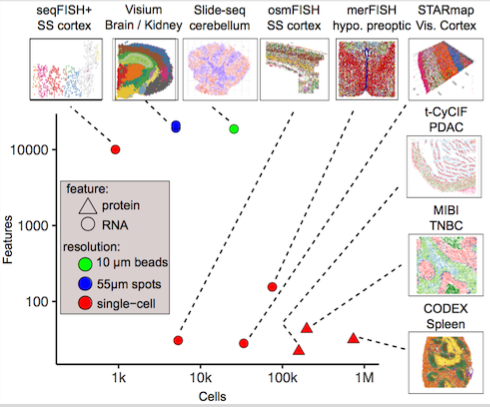 seqFISH+
SS cortex
Visium
Brain / Kidney
Slide-seq
cerebellum
osmFISH
SS cortex
merFISH
hypo. preoptic
STARmap
Vis. Cortex
t-CyCIF
PDAC
MIBI
TNBC
CODEX
Spleen
Features
10000
1000
100
feature:
protein
RNA
resolution:
10 µm beads
55µm spots
single-cell
1k
10k
100k
1M
Cells